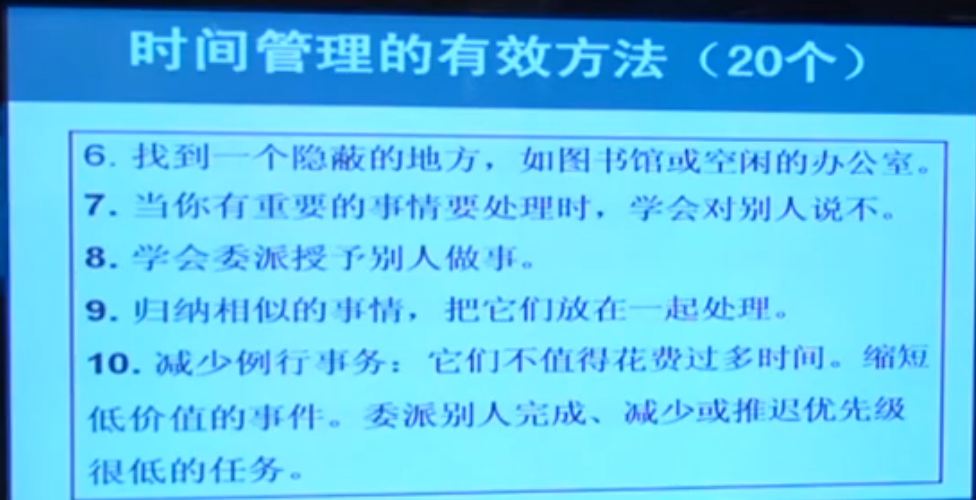 时间管理的有效方法（20个）
6. 找到一个隐蔽的地方，如图书馆或空闲的办公室。
7. 当你有重要的事情要处理时，学会对别人说不。
8. 学会委派授予别人做事。
9. 归纳相似的事情，把它们放在一起处理。
10. 减少例行事务：它们不值得花费过多时间。缩短
低价值的事件。委派别人完成、减少或推迟优先级
很低的任务。